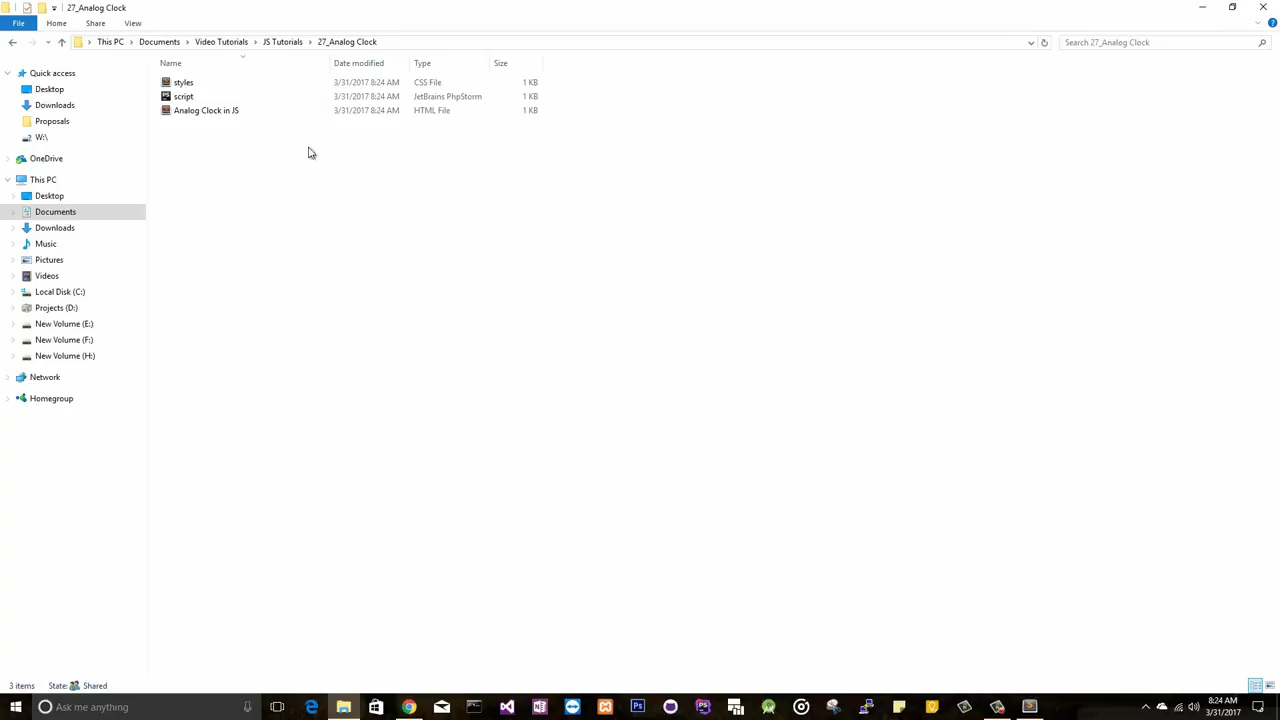 27_Analog Clock
File Home Share View
This PC Documents Video Tutorials JS Tutorials 27_Analog Clock Search 27_Analog Clock
Name Date modified Type Size
Quick access
Desktop
Downloads
Proposals
W:\
OneDrive
This PC
Desktop
Documents
Downloads
Music
Pictures
Videos
Local Disk (C:)
Projects (D:)
New Volume (E:)
New Volume (F:)
New Volume (H:)
Network
Homegroup
styles 3/31/2017 8:24 AM CSS File 1 KB
script 3/31/2017 8:24 AM JetBrains PhpStorm 1 KB
Analog Clock in JS 3/31/2017 8:24 AM HTML File 1 KB
3 items State: Shared
Ask me anything
8:24 AM
3/31/2017